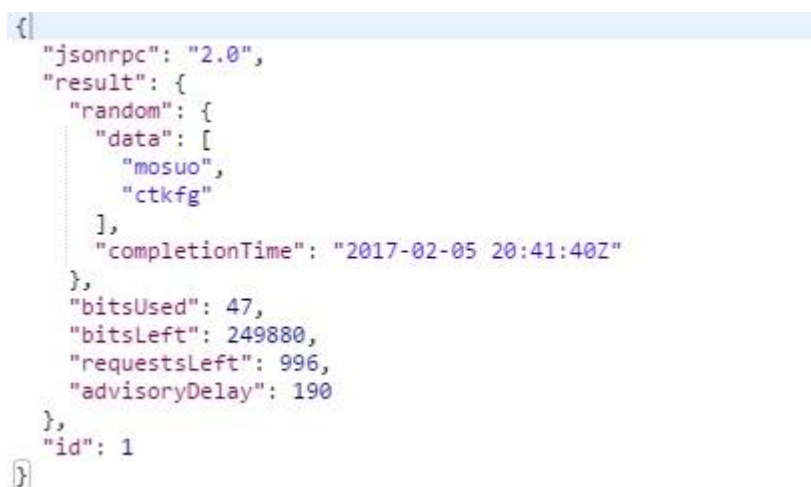 {
"jsonrpc": "2.0",
"result": {
"random": {
"data": [
"mosuo",
"ctkfg"
],
"completionTime": "2017-02-05 20:41:40Z"
},
"bitsUsed": 47,
"bitsLeft": 249880,
"requestsLeft": 996,
"advisoryDelay": 190
},
"id": 1
}